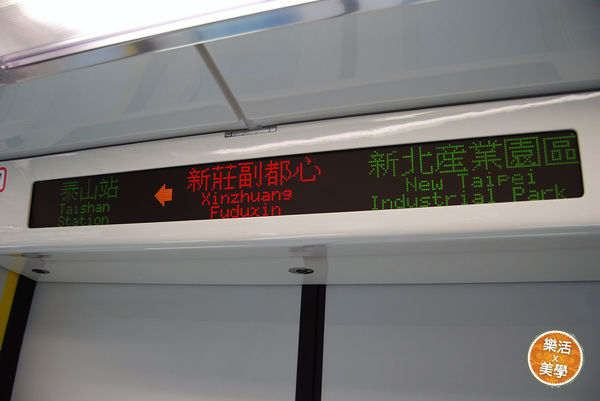 泰山站
Taishan
Station
新莊副都心
Xinzhuang
Fuduxin
新北産業園區
New Taipei
Industrial Park
樂活
x
美學